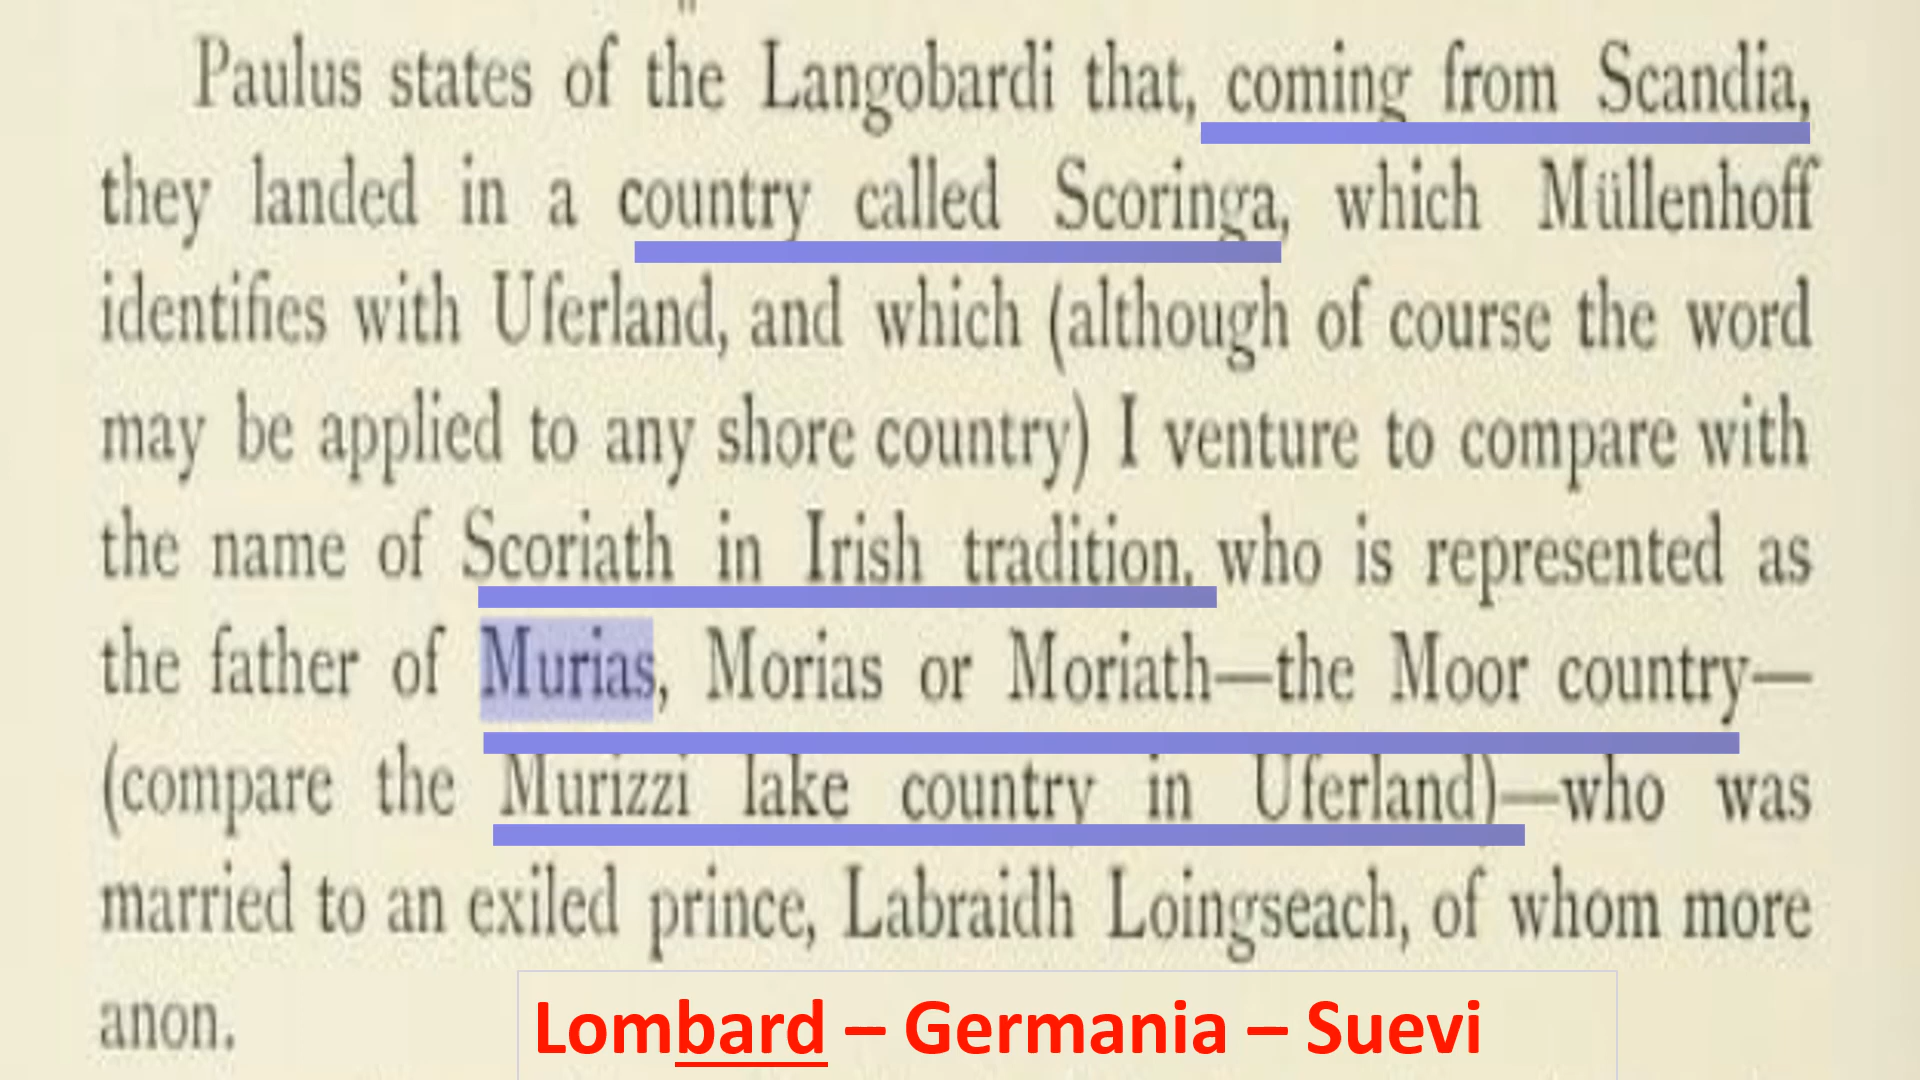 Paulus states of the Langobardi that, coming from Scandia,
they landed in a country called Scoringa, which Müllenhoff
identifies with Uferland, and which (although of course the word
may be applied to any shore country) I venture to compare with
the name of Scoriath in Irish tradition, who is represented as
the father of Murias, Morias or Moriath—the Moor country—
(compare the Murizzi lake country in Uferland)—who was
married to an exiled prince, Labraidh Loingseach, of whom more
anon.
Lombard – Germania – Suevi